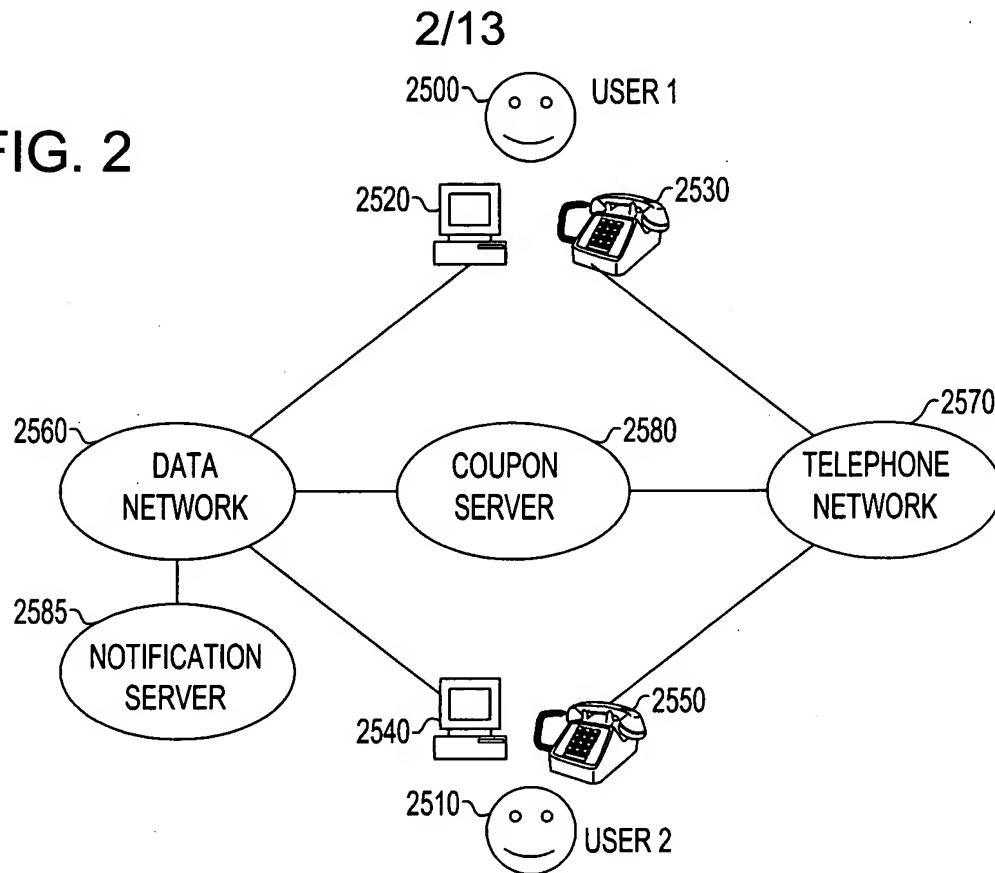 2/13
FIG. 2
2500
USER 1
2520
2530
2560
DATA
NETWORK
2580
COUPON
SERVER
2570
TELEPHONE
NETWORK
2585
NOTIFICATION
SERVER
2540
2550
2510
USER 2